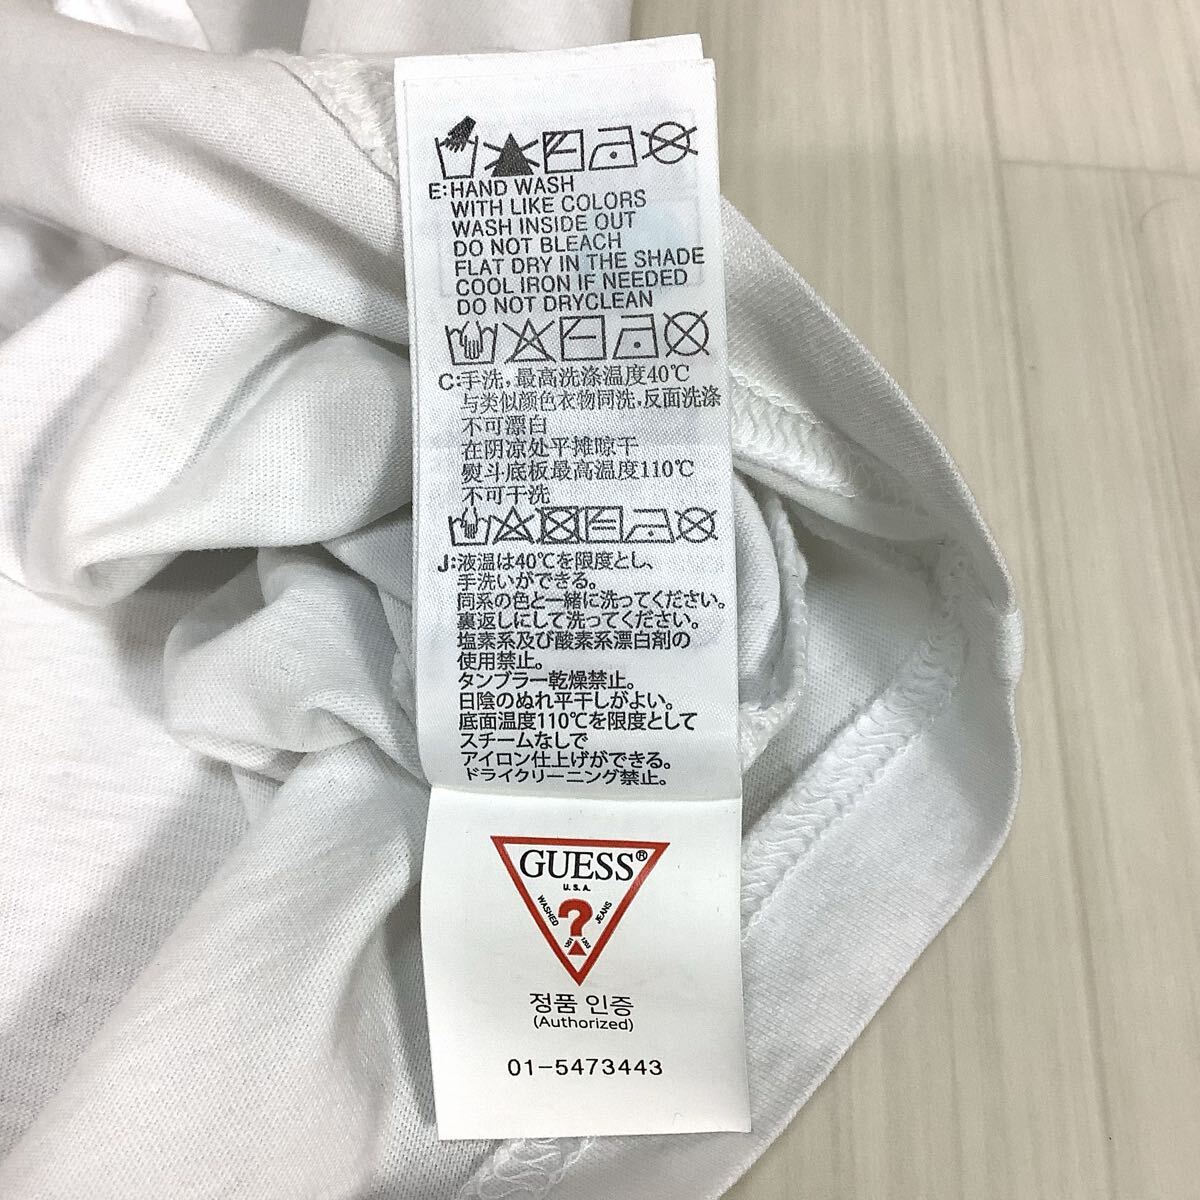 E:HAND WASH
WITH LIKE COLORS
WASH INSIDE OUT
DO NOT BLEACH
FLAT DRY IN THE SHADE
COOL IRON IF NEEDED
DO NOT DRYCLEAN
C:手洗,最高洗涤温度40℃
与类似颜色衣物同洗,反面洗涤
不可漂白
在阴凉处平摊晾干
熨斗底板最高温度110℃
不可干洗
J:液温は40℃を限度とし、
手洗いができる。
同系の色と一緒に洗ってください。
裏返しにして洗ってください。
塩素系及び酸素系漂白剤の
使用禁止。
タンブラー乾燥禁止。
日陰のぬれ平干しがよい。
底面温度110℃を限度として
スチームなしで
アイロン仕上げができる。
ドライクリーニング禁止。
GUESS®
U.S.A.
WASHED
JEANS
?
정품 인증
(Authorized)
01-5473443